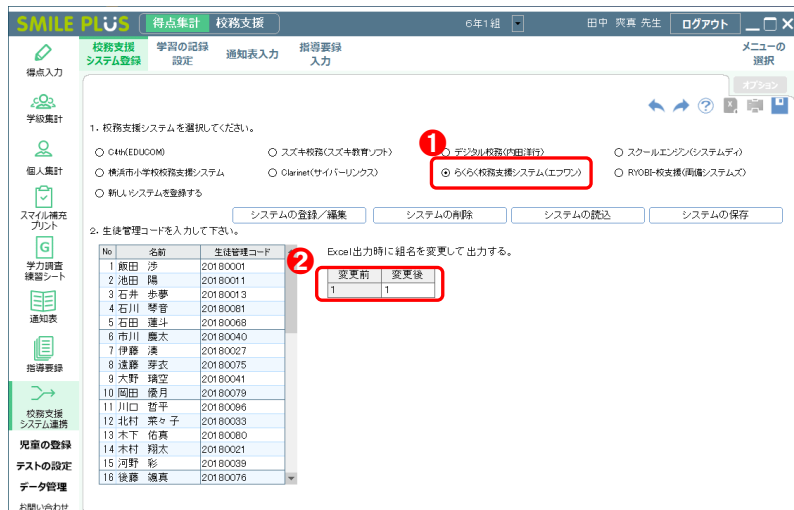 SMILE PLUS 得点集計 校務支援 6年1組 田中 爽真 先生 ログアウト
得点入力
校務支援システム登録
学習の記録設定
通知表入力
指導要録入力
メニューの選択
オプション
学級集計
個人集計
スマイル補充プリント
学力調査練習シート
通知表
指導要録
校務支援システム連携
児童の登録
テストの設定
データ管理
お問い合わせ
1．校務支援システムを選択してください。
1
C4th(EDUCOM) スズキ校務(スズキ教育ソフト) デジタル校務(内田洋行) スクールエンジン(システムディ)
横浜市小学校校務支援システム Clarinet(サイバーリンクス) らくらく校務支援システム(エフワン) RYOBI-校支援(両備システムズ)
新しいシステムを登録する
システムの登録／編集 システムの削除 システムの読込 システムの保存
2．生徒管理コードを入力して下さい。
No 名前 生徒管理コード
1 飯田 渉 20180001
2 池田 陽 20180011
3 石井 歩夢 20180013
4 石川 琴音 20180081
5 石田 蓮斗 20180068
6 市川 慶太 20180040
7 伊藤 湊 20180027
8 遠藤 芽衣 20180075
9 大野 璃空 20180041
10 岡田 優月 20180079
11 川口 哲平 20180096
12 北村 菜々子 20180033
13 木下 佑真 20180080
14 木村 翔太 20180021
15 河野 彩 20180039
16 後藤 颯真 20180076
2
Excel出力時に組名を変更して出力する。
変更前 変更後
1 1